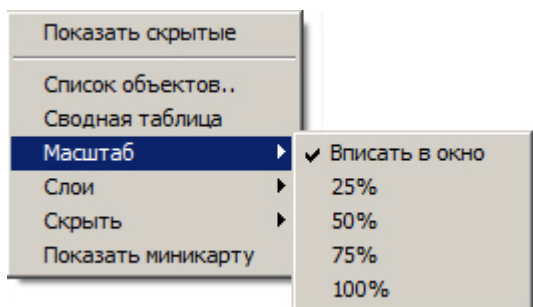 Показать скрытые
Список объектов..
Сводная таблица
Масштаб
Слои
Скрыть
Показать миникарту
Вписать в окно
25%
50%
75%
100%